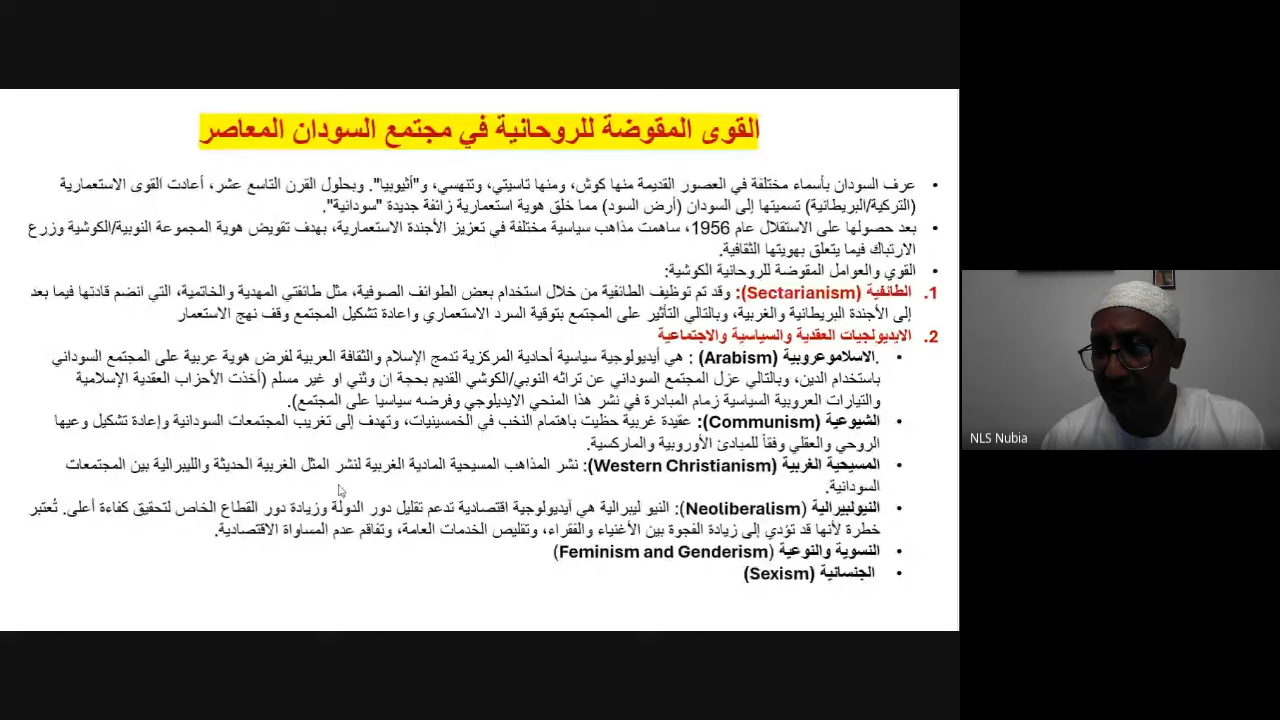 القوى المقوضة للروحانية في مجتمع السودان المعاصر
• عرف السودان بأسماء مختلفة في العصور القديمة منها كوش، ومنها تاسيتي، وتنهسي، و"أثيوبيا". وبحلول القرن التاسع عشر، أعادت القوى الاستعمارية
(التركية/البريطانية) تسميتها إلى السودان (أرض السود) مما خلق هوية استعمارية زائفة جديدة "سودانية".
• بعد حصولها على الاستقلال عام 1956، ساهمت مذاهب سياسية مختلفة في تعزيز الأجندة الاستعمارية، بهدف تقويض هوية المجموعة النوبية/الكوشية وزرع
الارتباك فيما يتعلق بهويتها الثقافية.
• القوي والعوامل المقوضة للروحانية الكوشية:
1. الطائفية (Sectarianism): وقد تم توظيف الطائفية من خلال استخدام بعض الطوائف الصوفية، مثل طائفتي المهدية والخاتمية، التي انضم قادتها فيما بعد
إلى الأجندة البريطانية والغربية، وبالتالي التأثير على المجتمع بتوقية السرد الاستعماري واعادة تشكيل المجتمع وقف نهج الاستعمار
2. الايديولوجيات العقدية والسياسية والاجتماعية
• .الاسلاموعروبية (Arabism) : هي أيديولوجية سياسية أحادية المركزية تدمج الإسلام والثقافة العربية لفرض هوية عربية على المجتمع السوداني
باستخدام الدين، وبالتالي عزل المجتمع السوداني عن تراثه النوبي/الكوشي القديم بحجة ان وثني او غير مسلم (أخذت الأحزاب العقدية الإسلامية
والتيارات العروبية السياسية زمام المبادرة في نشر هذا المنحي الايديلوجي وفرضه سياسيا على المجتمع).
• الشيوعية (Communism): عقيدة غربية حظيت باهتمام النخب في الخمسينيات، وتهدف إلى تغريب المجتمعات السودانية وإعادة تشكيل وعيها
الروحي والعقلي وفقاً للمبادئ الأوروبية والماركسية.
• المسيحية الغربية (Western Christianism): نشر المذاهب المسيحية المادية الغربية لنشر المثل الغربية الحديثة والليبرالية بين المجتمعات
السودانية.
• النيوليبرالية (Neoliberalism): النيو ليبرالية هي أيديولوجية اقتصادية تدعم تقليل دور الدولة وزيادة دور القطاع الخاص لتحقيق كفاءة أعلى. تُعتبر
خطرة لأنها قد تؤدي إلى زيادة الفجوة بين الأغنياء والفقراء، وتقليص الخدمات العامة، وتفاقم عدم المساواة الاقتصادية.
• النسوية والنوعية (Feminism and Genderism)
• الجنسانية (Sexism)
NLS Nubia